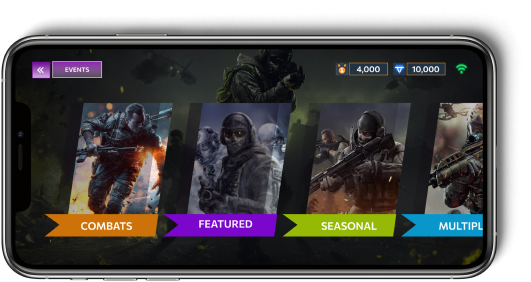 EVENTS
4,000
10,000
COMBATS
FEATURED
SEASONAL
MULTIPL